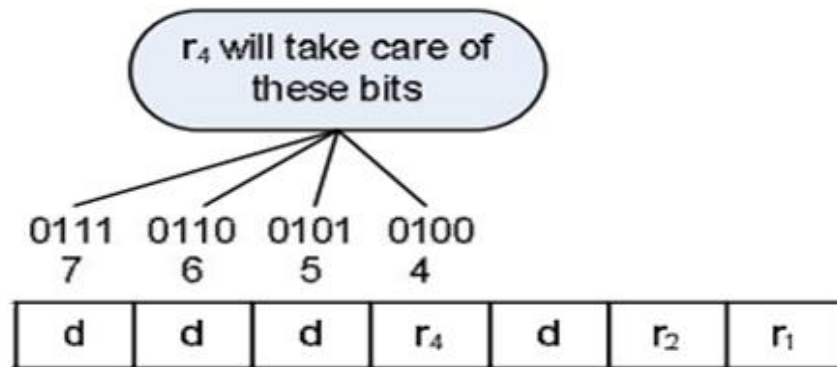 r₄ will take care of
these bits
0111 0110 0101 0100
7 6 5 4
d d d r₄ d r₂ r₁